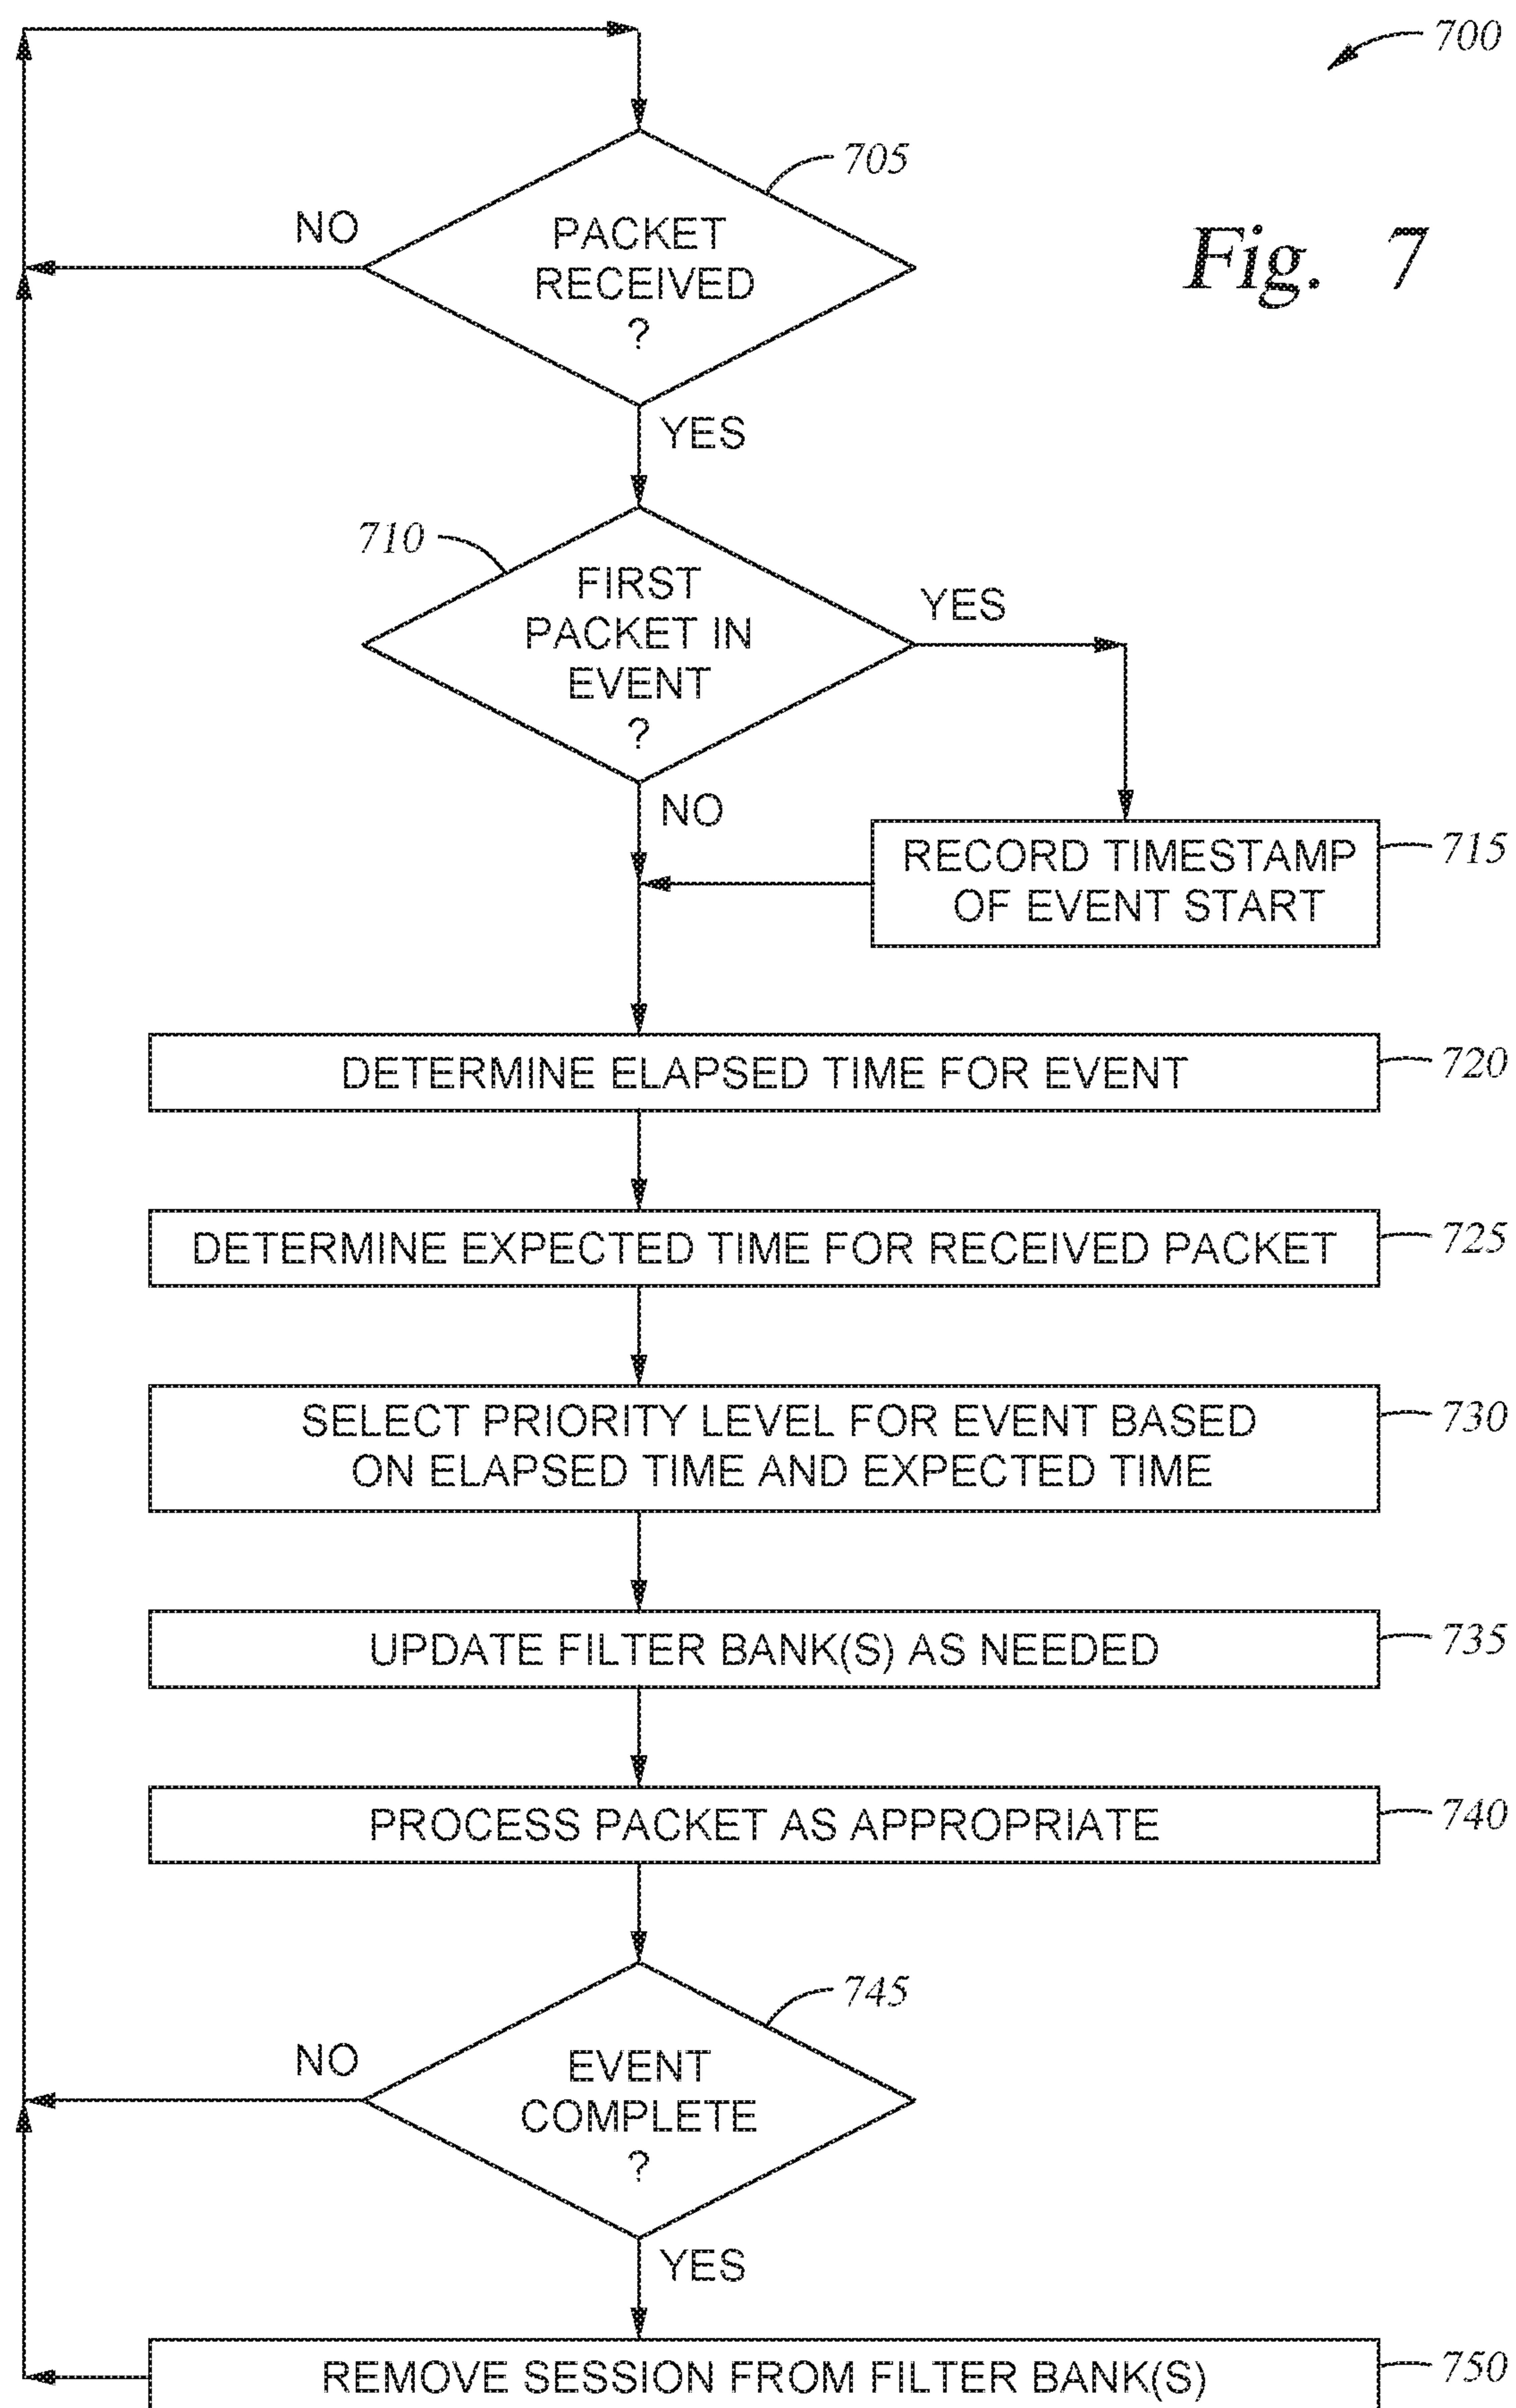 700
705
NO
PACKET
RECEIVED
?
Fig. 7
YES
710
FIRST
PACKET IN
EVENT
?
YES
NO
RECORD TIMESTAMP
OF EVENT START
715
DETERMINE ELAPSED TIME FOR EVENT
720
DETERMINE EXPECTED TIME FOR RECEIVED PACKET
725
SELECT PRIORITY LEVEL FOR EVENT BASED
ON ELAPSED TIME AND EXPECTED TIME
730
UPDATE FILTER BANK(S) AS NEEDED
735
PROCESS PACKET AS APPROPRIATE
740
745
NO
EVENT
COMPLETE
?
YES
REMOVE SESSION FROM FILTER BANK(S)
750